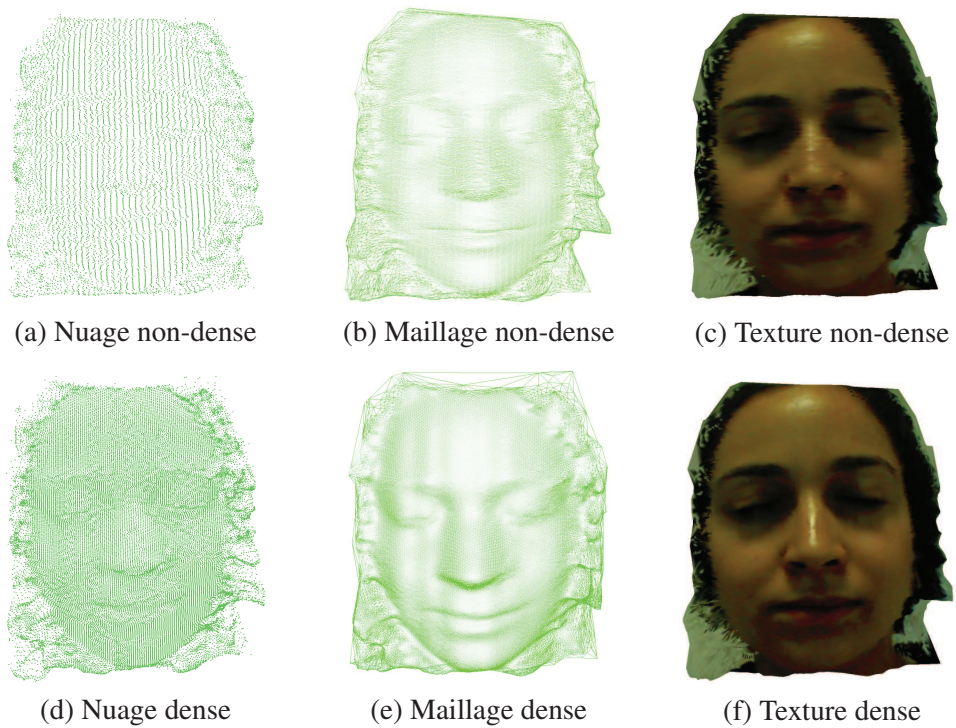 (a) Nuage non-dense
(b) Maillage non-dense
(c) Texture non-dense
(d) Nuage dense
(e) Maillage dense
(f) Texture dense